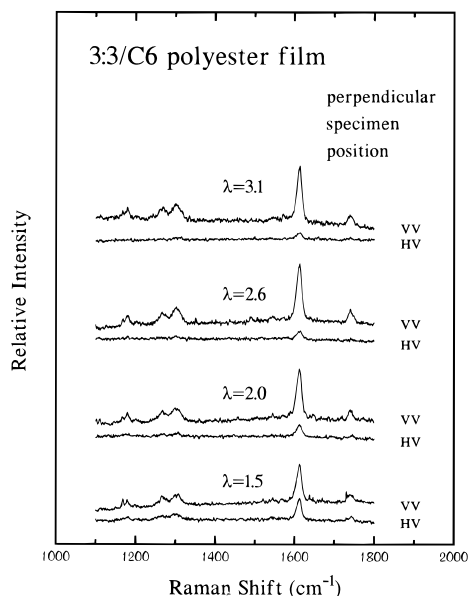 3:3/C6 polyester film
perpendicular
specimen
position
λ=3.1
VV
HV
λ=2.6
VV
HV
λ=2.0
VV
HV
λ=1.5
VV
HV
Relative Intensity
1000 1200 1400 1600 1800 2000
Raman Shift (cm⁻¹)